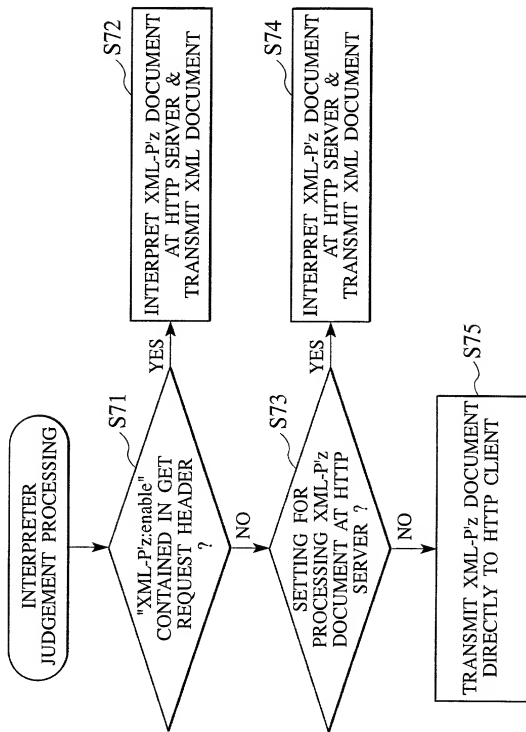 INTERPRETER
JUDGEMENT PROCESSING
S71
"XML-P'z:enable"
CONTAINED IN GET
REQUEST HEADER
?
YES
S72
INTERPRET XML-P'z DOCUMENT
AT HTTP SERVER &
TRANSMIT XML DOCUMENT
NO
S73
SETTING FOR
PROCESSING XML-P'z
DOCUMENT AT HTTP
SERVER ?
YES
S74
INTERPRET XML-P'z DOCUMENT
AT HTTP SERVER &
TRANSMIT XML DOCUMENT
NO
S75
TRANSMIT XML-P'z DOCUMENT
DIRECTLY TO HTTP CLIENT